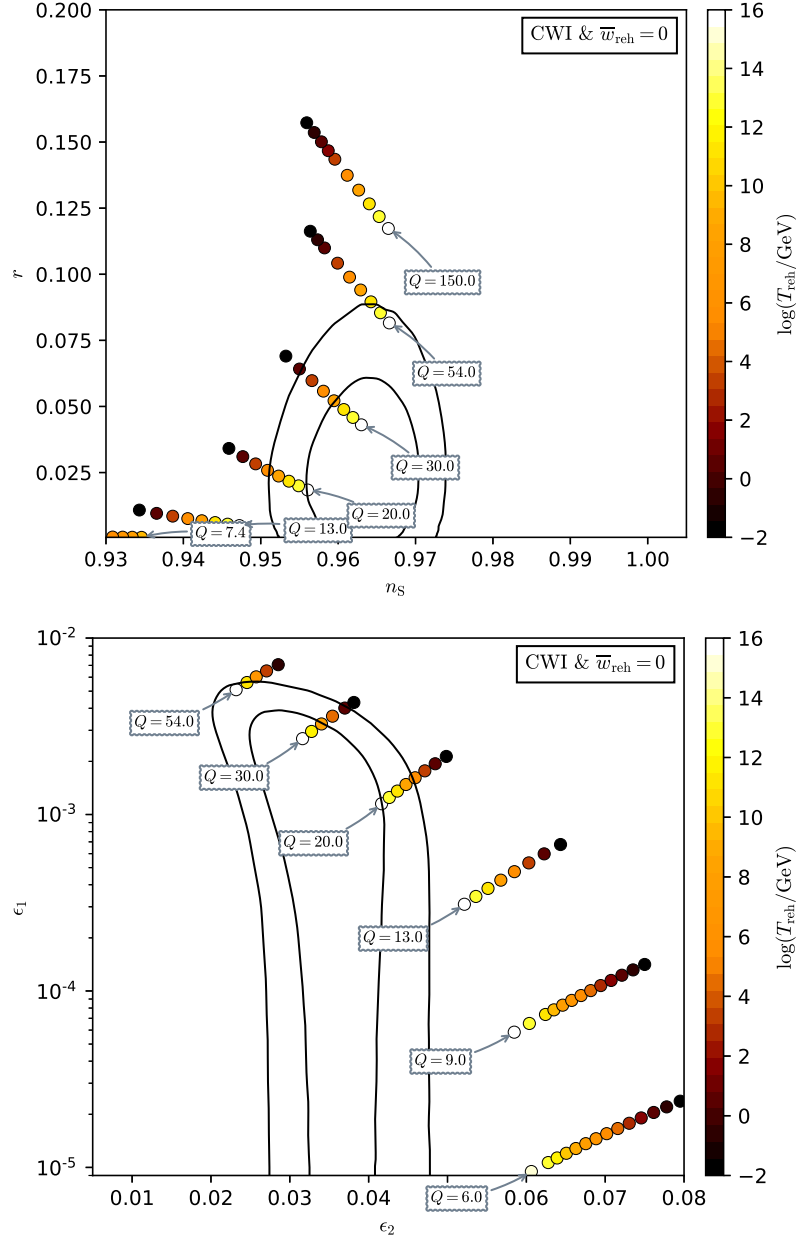 CWI & w̅reh = 0
0.200
0.175
0.150
0.125
0.100
0.075
0.050
0.025
r
Q = 150.0
Q = 54.0
Q = 30.0
Q = 20.0
Q = 13.0
Q = 7.4
0.93 0.94 0.95 0.96 0.97 0.98 0.99 1.00
nS
16
14
12
10
8
6
4
2
0
−2
log(Treh/GeV)
CWI & w̅reh = 0
10−2
10−3
10−4
10−5
ϵ1
Q = 54.0
Q = 30.0
Q = 20.0
Q = 13.0
Q = 9.0
Q = 6.0
0.01 0.02 0.03 0.04 0.05 0.06 0.07 0.08
ϵ2
16
14
12
10
8
6
4
2
0
−2
log(Treh/GeV)